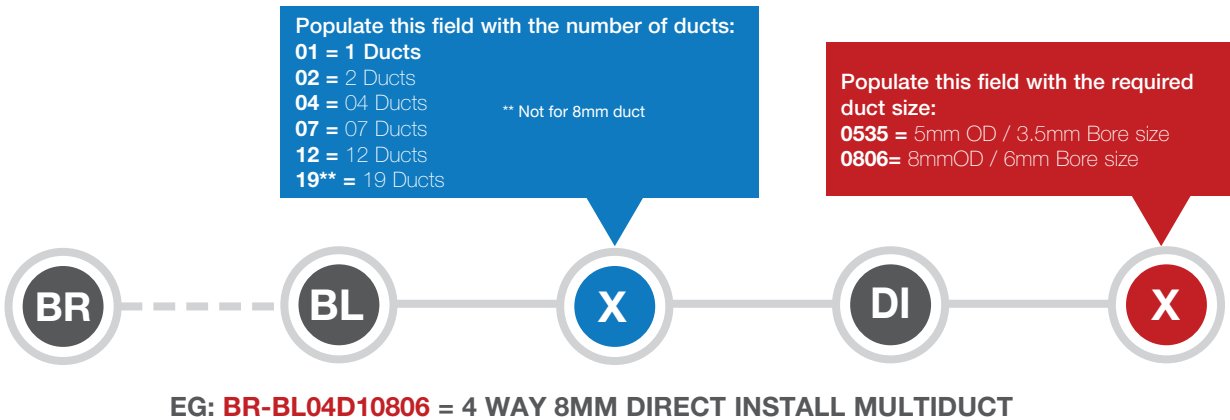 Populate this field with the number of ducts:
01 = 1 Ducts
02 = 2 Ducts
04 = 04 Ducts
07 = 07 Ducts
12 = 12 Ducts
19** = 19 Ducts
** Not for 8mm duct
Populate this field with the required
duct size:
0535 = 5mm OD / 3.5mm Bore size
0806= 8mmOD / 6mm Bore size
BR BL X DI X
EG: BR-BL04D10806 = 4 WAY 8MM DIRECT INSTALL MULTIDUCT